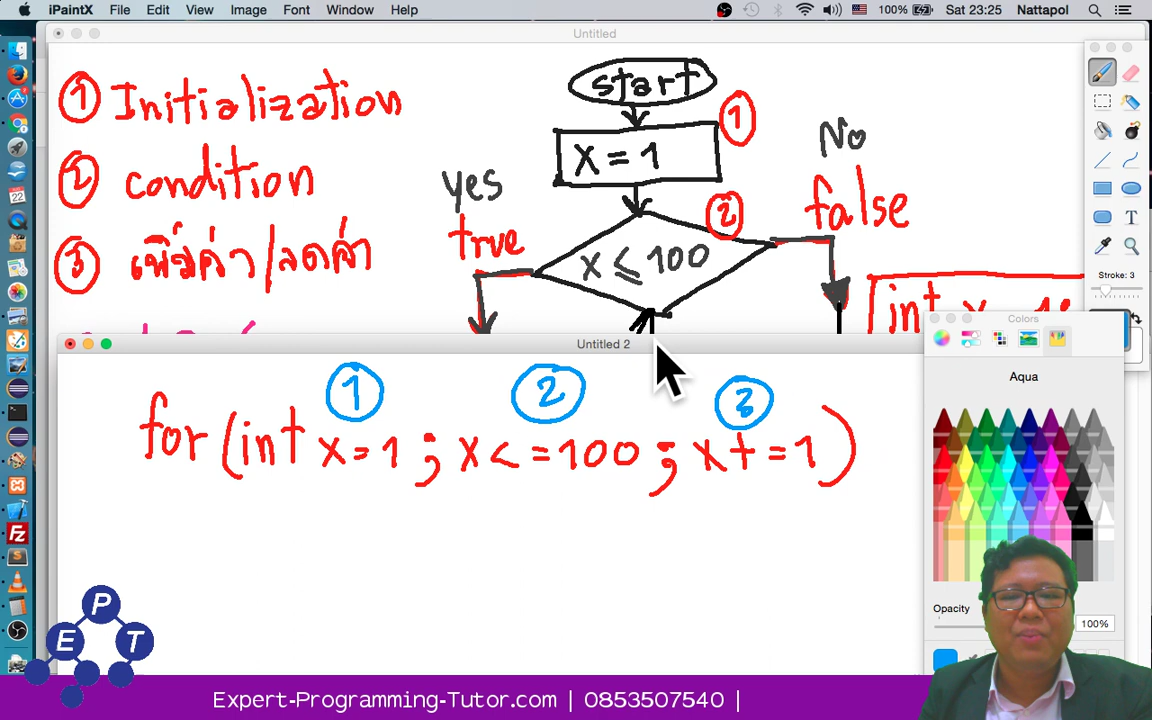 iPaintX File Edit View Image Font Window Help 100% Sat 23:25 Nattapol
Untitled
① Initialization
② condition
③ เพิ่มค่า/ลดค่า
start
x = 1 ①
②
x ≤ 100
yes
true
No
false
int x = 1;
Stroke: 3
Colors
Aqua
Opacity
100%
Untitled 2
① ② ③
for(int x=1; x<=100; x+=1)
EPT
Expert-Programming-Tutor.com | 0853507540 |